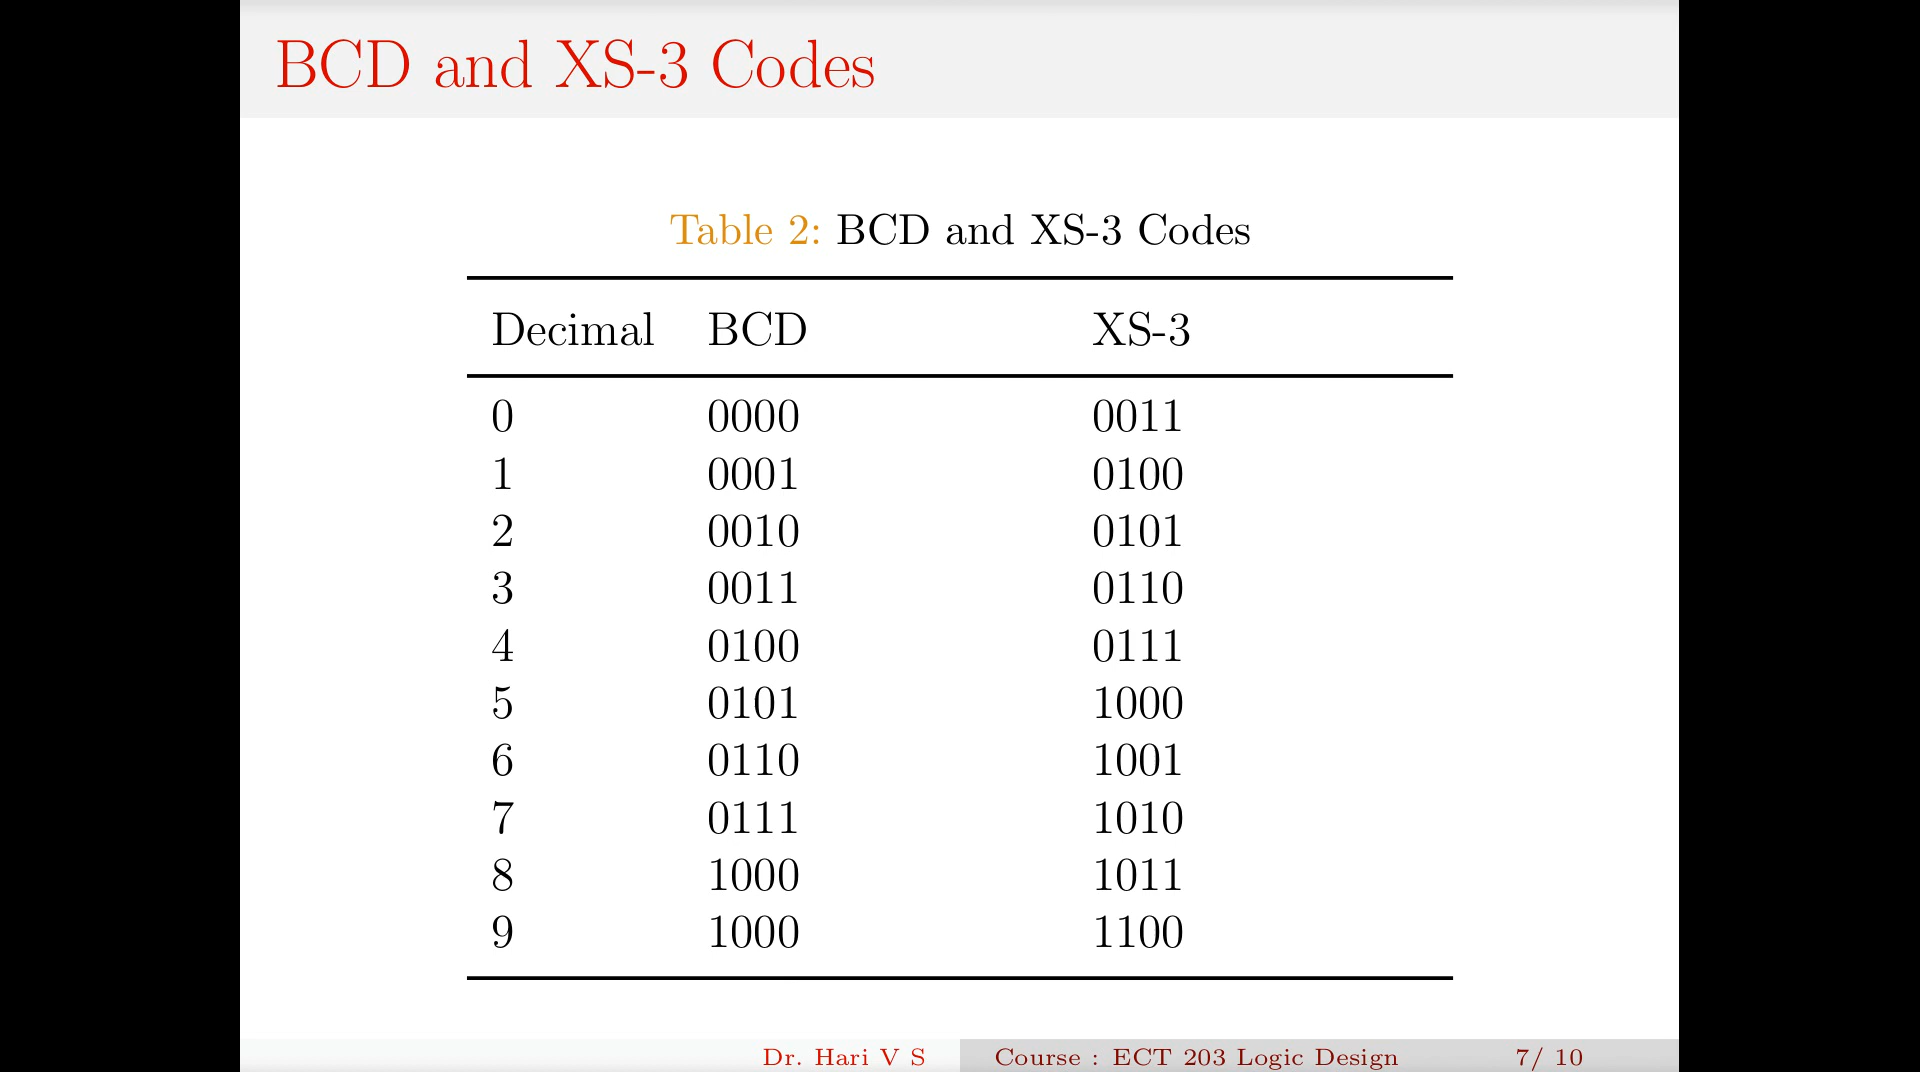 BCD and XS-3 Codes
Table 2: BCD and XS-3 Codes
Decimal BCD XS-3
0 0000 0011
1 0001 0100
2 0010 0101
3 0011 0110
4 0100 0111
5 0101 1000
6 0110 1001
7 0111 1010
8 1000 1011
9 1000 1100
Dr. Hari V S Course : ECT 203 Logic Design 7/ 10